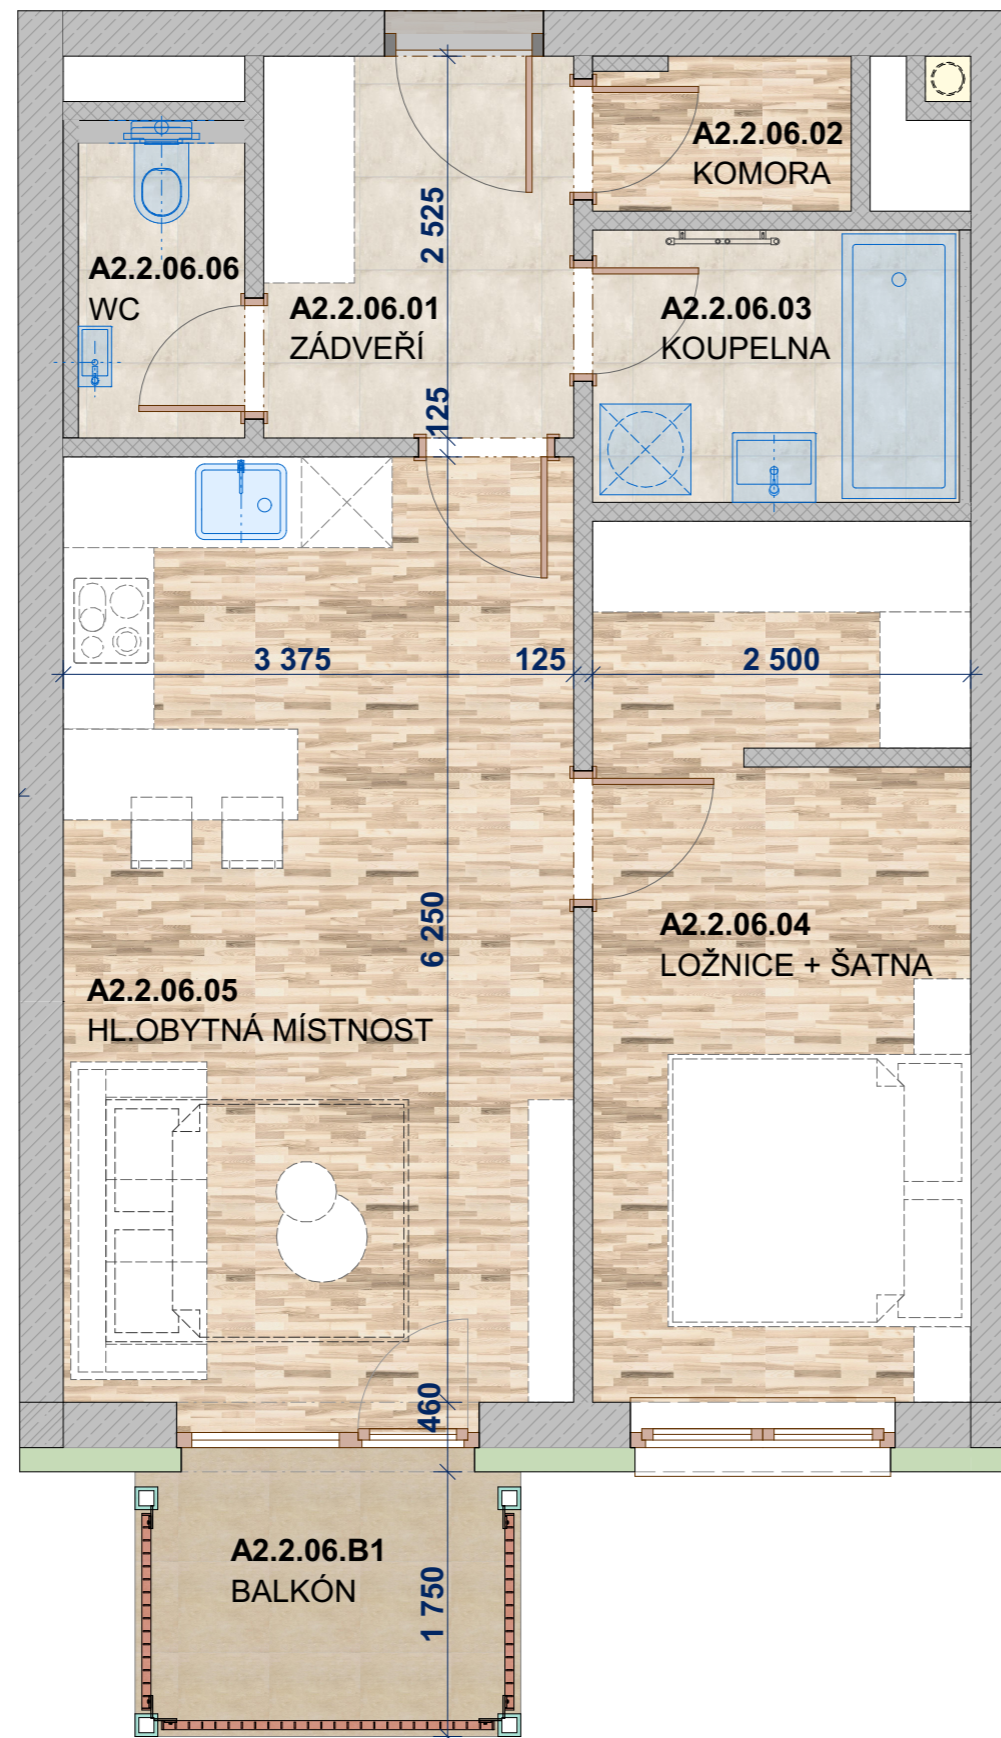 A2.2.06.02
KOMORA
2 525
A2.2.06.06
WC
A2.2.06.01
ZÁDVEŘÍ
A2.2.06.03
KOUPELNA
125
3 375
125
2 500
6 250
A2.2.06.04
LOŽNICE + ŠATNA
A2.2.06.05
HL.OBYTNÁ MÍSTNOST
460
A2.2.06.B1
BALKÓN
1 750